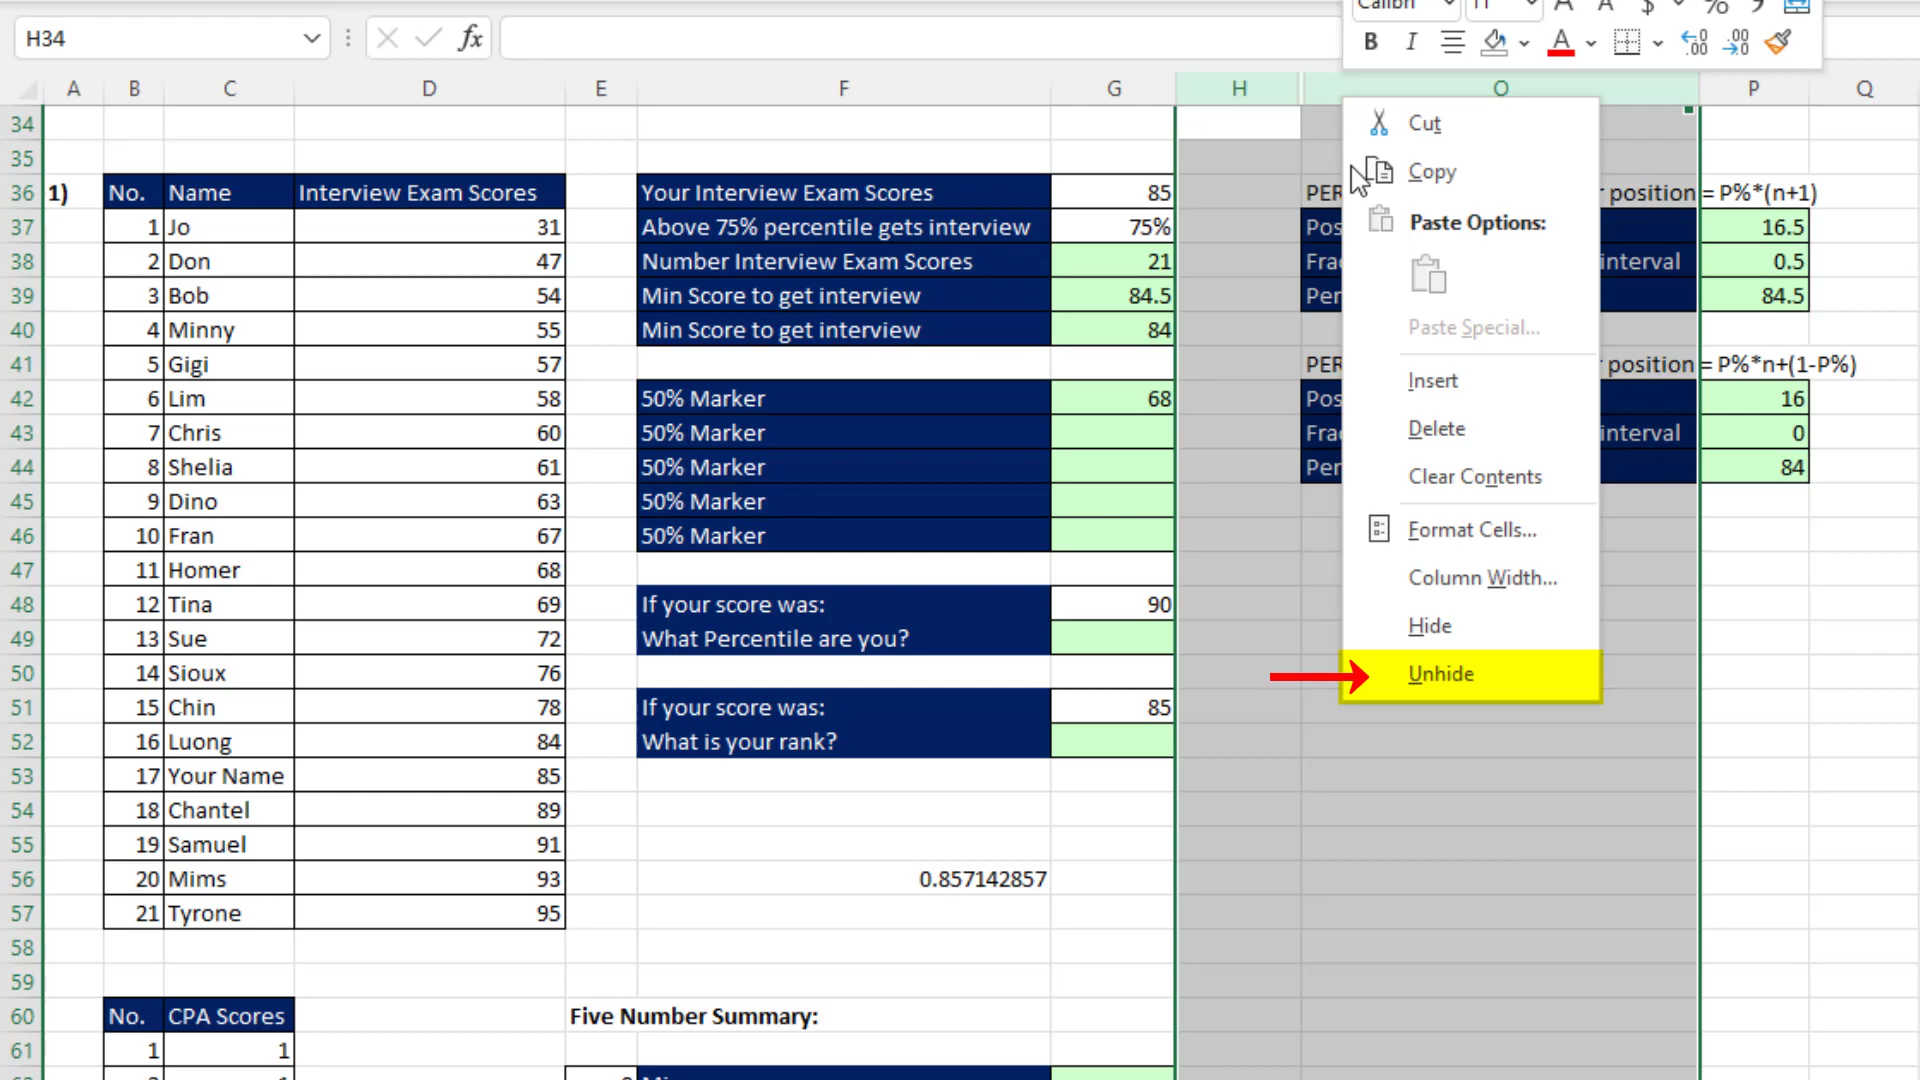 Calibri 11 A A $ % 9
H34 fx B I A .00
A B C D E F G H O P Q
34
35
36 1) No. Name Interview Exam Scores Your Interview Exam Scores 85 PER position = P%*(n+1)
37 1 Jo 31 Above 75% percentile gets interview 75% Pos 16.5
38 2 Don 47 Number Interview Exam Scores 21 Frac interval 0.5
39 3 Bob 54 Min Score to get interview 84.5 Per 84.5
40 4 Minny 55 Min Score to get interview 84
41 5 Gigi 57 PER position = P%*n+(1-P%)
42 6 Lim 58 50% Marker 68 Pos 16
43 7 Chris 60 50% Marker Frac interval 0
44 8 Shelia 61 50% Marker Per 84
45 9 Dino 63 50% Marker
46 10 Fran 67 50% Marker
47 11 Homer 68
48 12 Tina 69 If your score was: 90
49 13 Sue 72 What Percentile are you?
50 14 Sioux 76
51 15 Chin 78 If your score was: 85
52 16 Luong 84 What is your rank?
53 17 Your Name 85
54 18 Chantel 89
55 19 Samuel 91
56 20 Mims 93 0.857142857
57 21 Tyrone 95
58
59
60 No. CPA Scores Five Number Summary:
61 1 1
Cut
Copy
Paste Options:
Paste Special...
Insert
Delete
Clear Contents
Format Cells...
Column Width...
Hide
Unhide